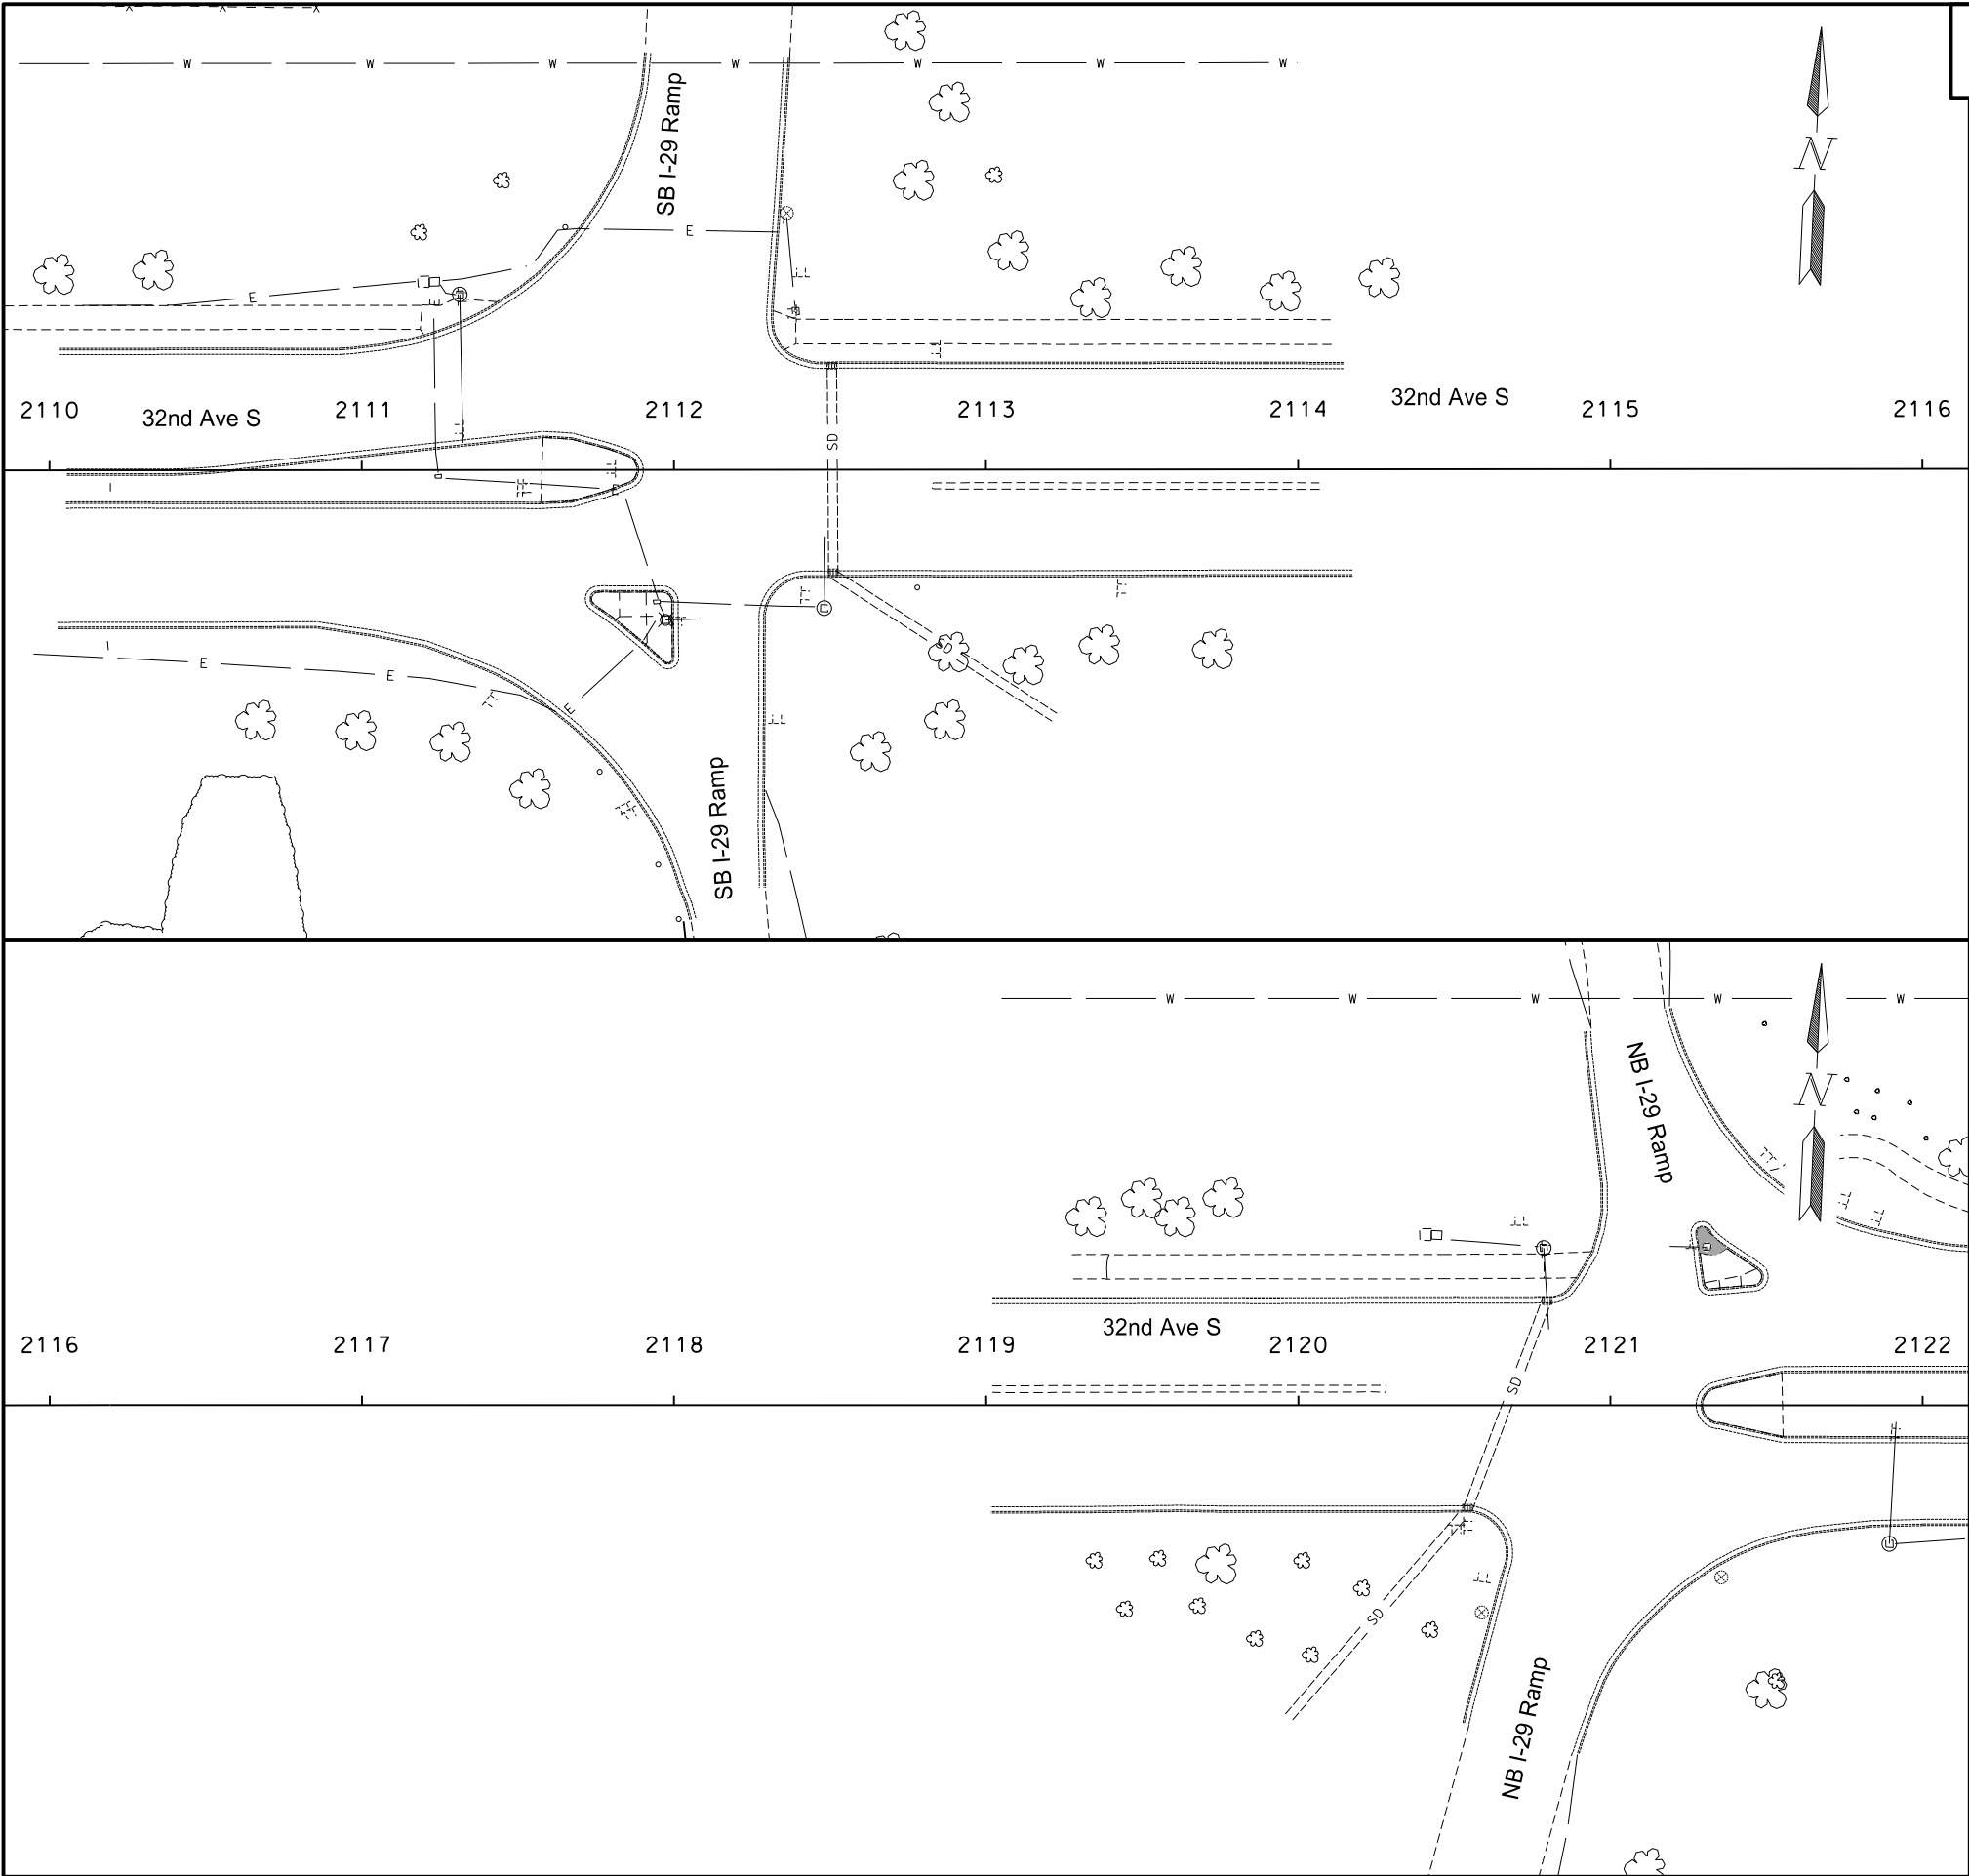 X X X
W W W W W W W
SB I-29 Ramp
N
E
E
2110 2111 2112 2113 2114 2115 2116
32nd Ave S 32nd Ave S
SD
E
E E
E
SB I-29 Ramp
W W W W W
NB I-29 Ramp
N
2116 2117 2118 2119 2120 2121 2122
32nd Ave S
SD
SD
NB I-29 Ramp